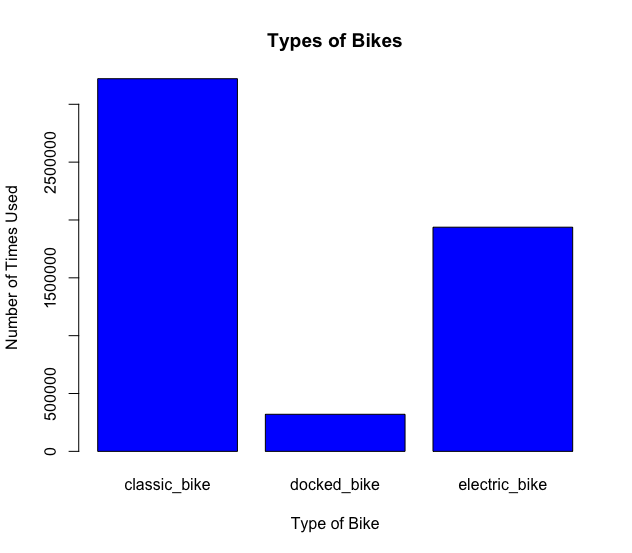 Types of Bikes
Number of Times Used
2500000
1500000
500000
0
classic_bike docked_bike electric_bike
Type of Bike